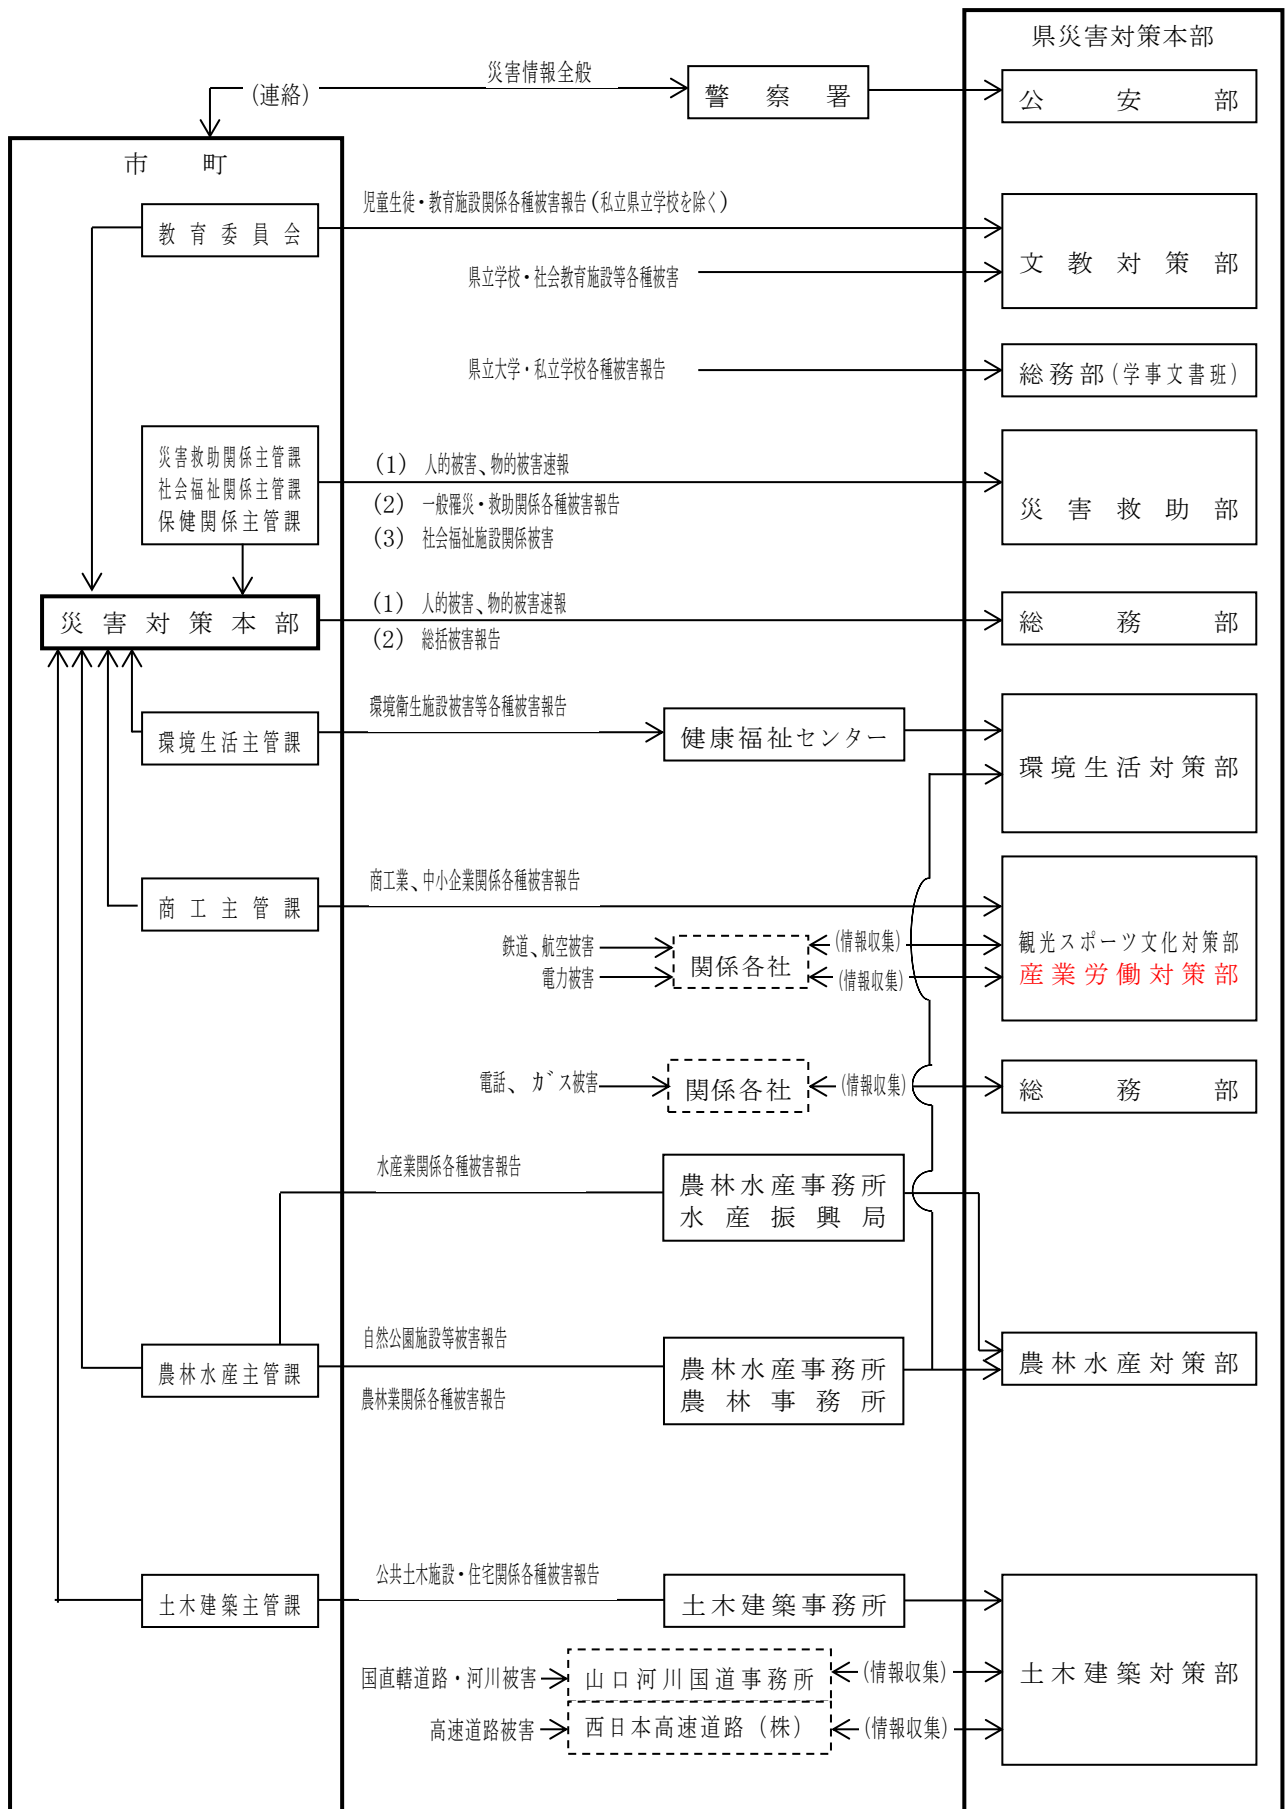 県災害対策本部
災害情報全般
(連絡)
警察署
公安部
市町
児童生徒・教育施設関係各種被害報告(私立県立学校を除く)
教育委員会
文教対策部
県立学校・社会教育施設等各種被害
県立大学・私立学校各種被害報告
総務部(学事文書班)
災害救助関係主管課
社会福祉関係主管課
保健関係主管課
(1) 人的被害、物的被害速報
(2) 一般罹災・救助関係各種被害報告
(3) 社会福祉施設関係被害
災害救助部
災害対策本部
(1) 人的被害、物的被害速報
(2) 総括被害報告
総務部
環境衛生施設被害等各種被害報告
環境生活主管課
健康福祉センター
環境生活対策部
商工業、中小企業関係各種被害報告
商工主管課
鉄道、航空被害
電力被害
関係各社
(情報収集)
(情報収集)
観光スポーツ文化対策部
産業労働対策部
電話、ガス被害
関係各社
(情報収集)
総務部
水産業関係各種被害報告
農林水産事務所
水産振興局
自然公園施設等被害報告
農林水産主管課
農林業関係各種被害報告
農林水産事務所
農林事務所
農林水産対策部
公共土木施設・住宅関係各種被害報告
土木建築主管課
土木建築事務所
国直轄道路・河川被害
山口河川国道事務所
(情報収集)
土木建築対策部
高速道路被害
西日本高速道路(株)
(情報収集)